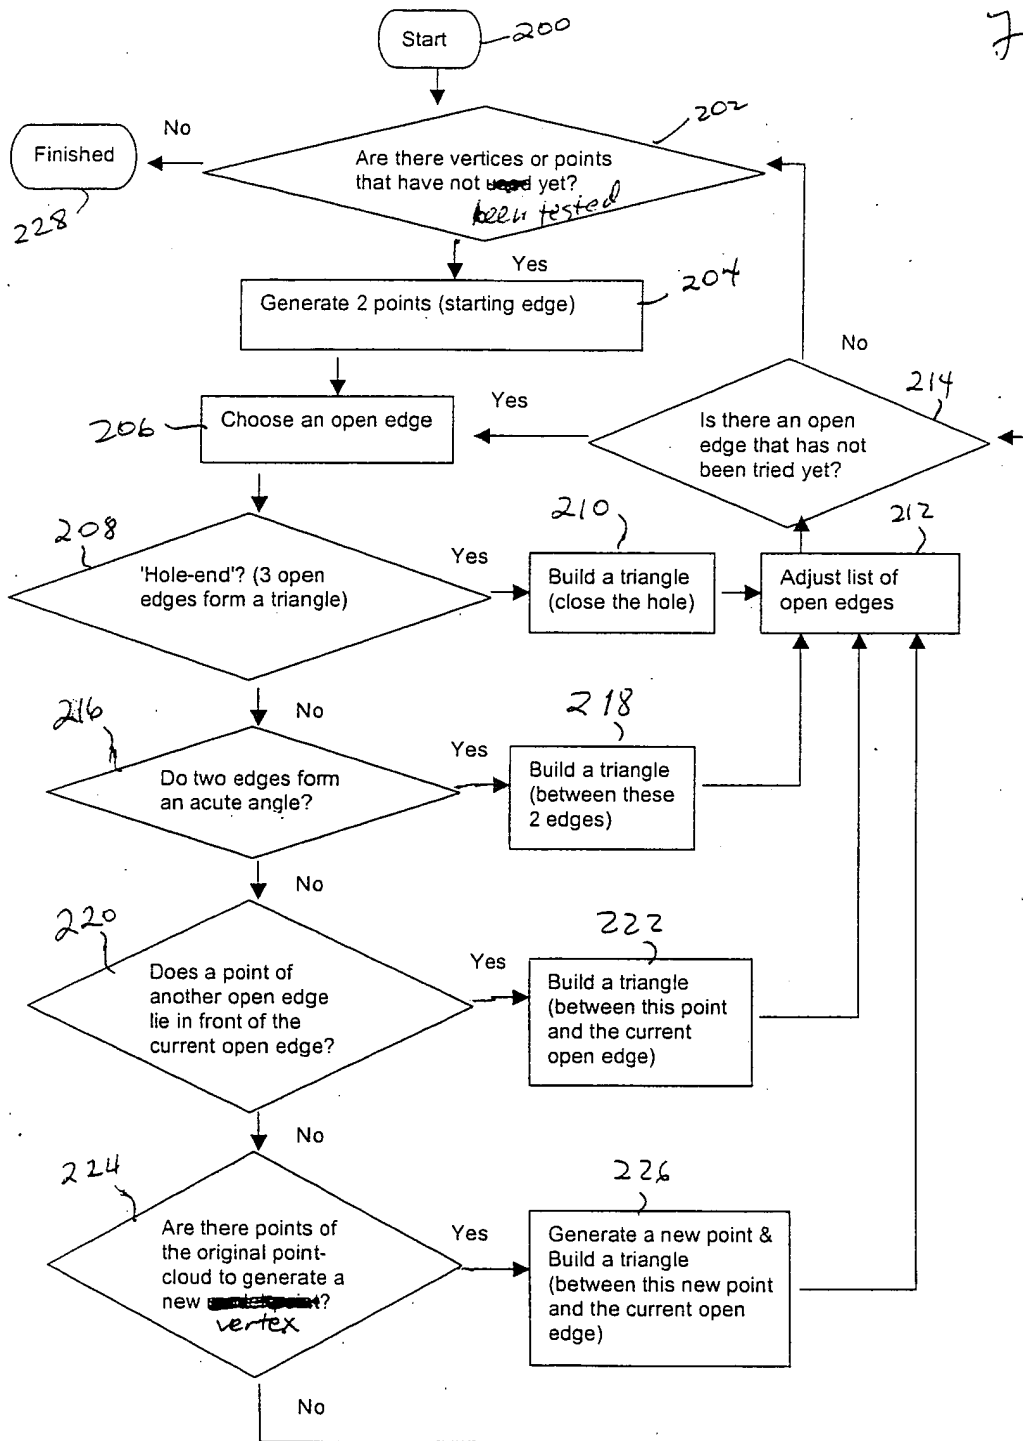 Start
200
7
202
No
Finished
228
Are there vertices or points
that have not yet?
been tested
Yes
204
Generate 2 points (starting edge)
No
214
206
Choose an open edge
Yes
Is there an open
edge that has not
been tried yet?
208
'Hole-end'? (3 open
edges form a triangle)
Yes
210
Build a triangle
(close the hole)
212
Adjust list of
open edges
No
216
Do two edges form
an acute angle?
Yes
218
Build a triangle
(between these
2 edges)
No
220
Does a point of
another open edge
lie in front of the
current open edge?
Yes
222
Build a triangle
(between this point
and the current
open edge)
No
224
Are there points of
the original point-
cloud to generate a
new ?
vertex
Yes
226
Generate a new point &
Build a triangle
(between this new point
and the current open
edge)
No